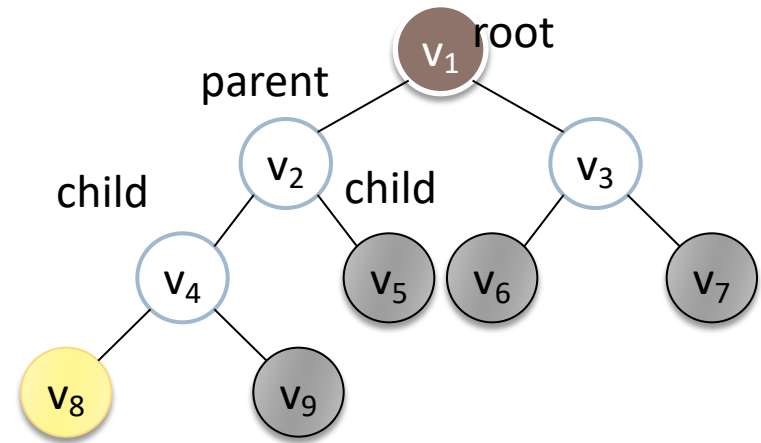 v₁ root
parent
v₂ v₃
child child
v₄ v₅ v₆ v₇
v₈ v₉